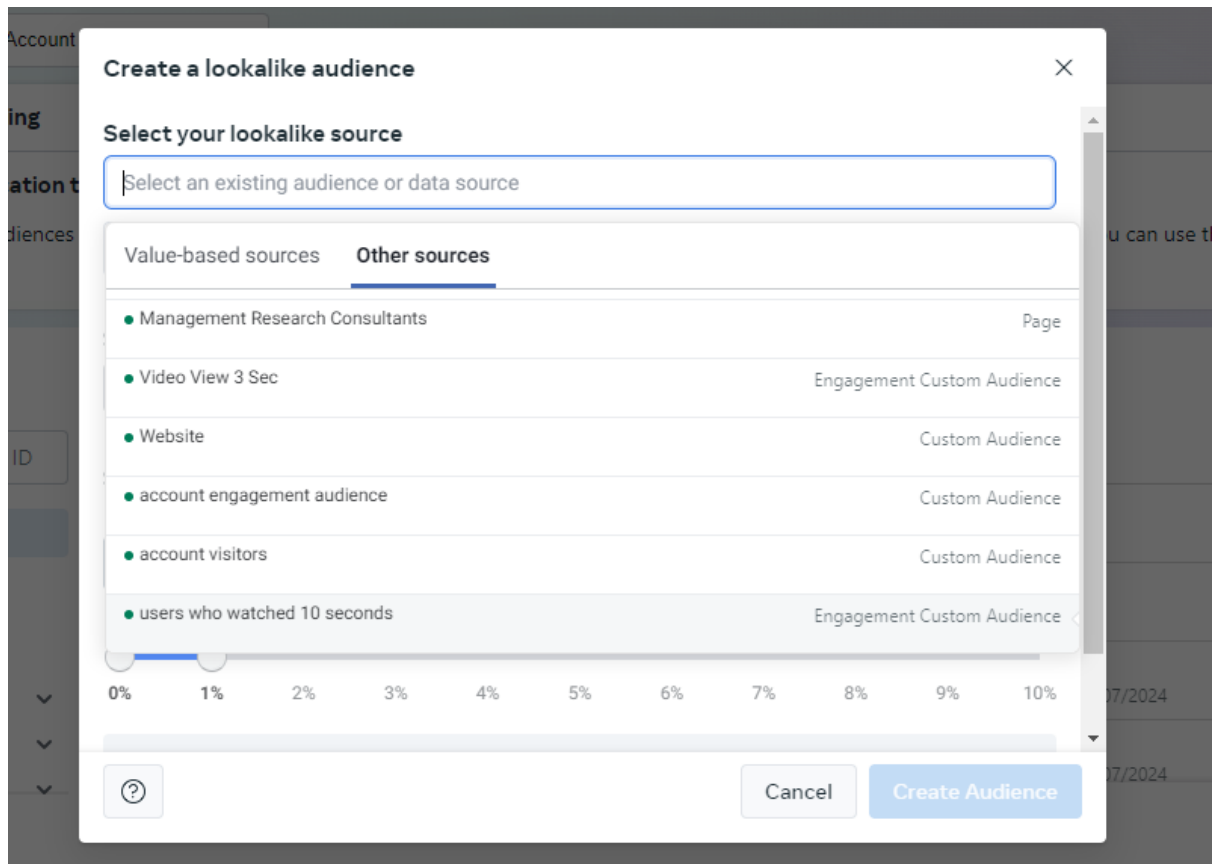 Account
Create a lookalike audience
ing
Select your lookalike source
ation t
Select an existing audience or data source
diences
u can use th
Value-based sources Other sources
Management Research Consultants Page
Video View 3 Sec Engagement Custom Audience
Website Custom Audience
ID
account engagement audience Custom Audience
account visitors Custom Audience
users who watched 10 seconds Engagement Custom Audience
0% 1% 2% 3% 4% 5% 6% 7% 8% 9% 10%
07/2024
Cancel Create Audience
07/2024